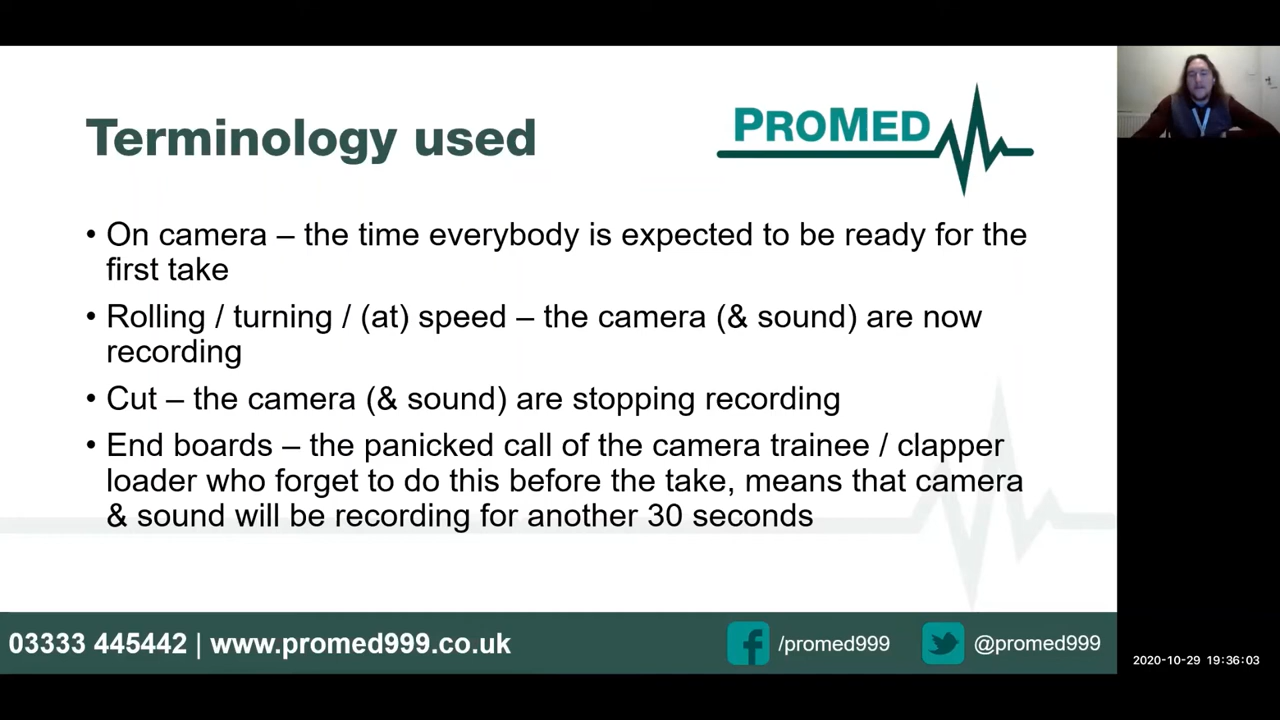 Terminology used
PROMED
• On camera – the time everybody is expected to be ready for the
first take
• Rolling / turning / (at) speed – the camera (& sound) are now
recording
• Cut – the camera (& sound) are stopping recording
• End boards – the panicked call of the camera trainee / clapper
loader who forget to do this before the take, means that camera
& sound will be recording for another 30 seconds
03333 445442 | www.promed999.co.uk
/promed999
@promed999
2020-10-29 19:36:03